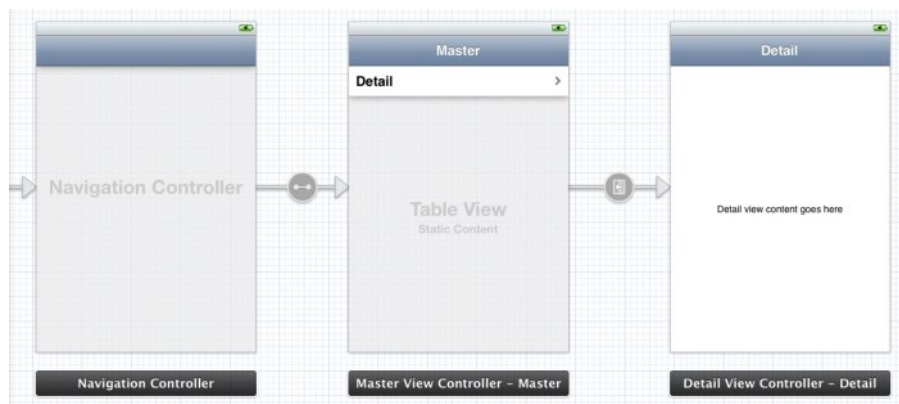 Navigation Controller
Navigation Controller
Master
Detail
Table View
Static Content
Master View Controller - Master
Detail
Detail view content goes here
Detail View Controller - Detail